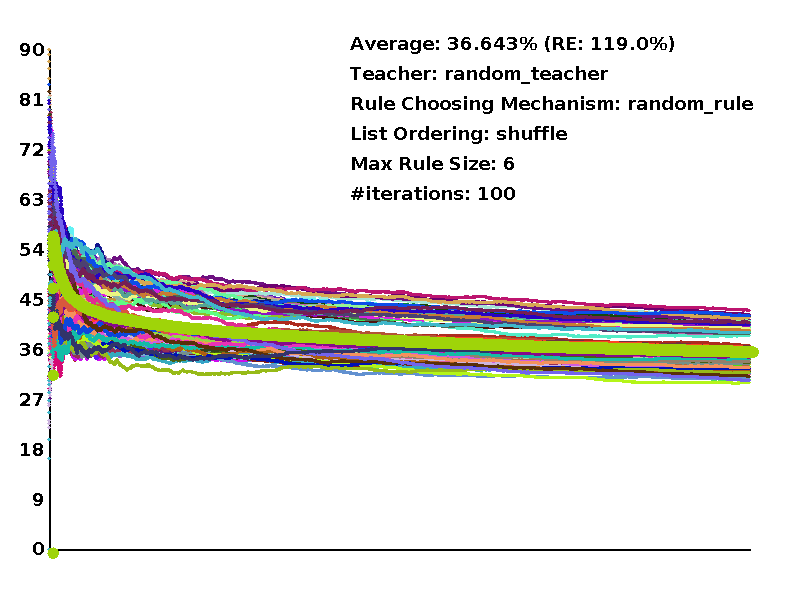 Average: 36.643% (RE: 119.0%)
Teacher: random_teacher
Rule Choosing Mechanism: random_rule
List Ordering: shuffle
Max Rule Size: 6
#iterations: 100
90
81
72
63
54
45
36
27
18
9
0